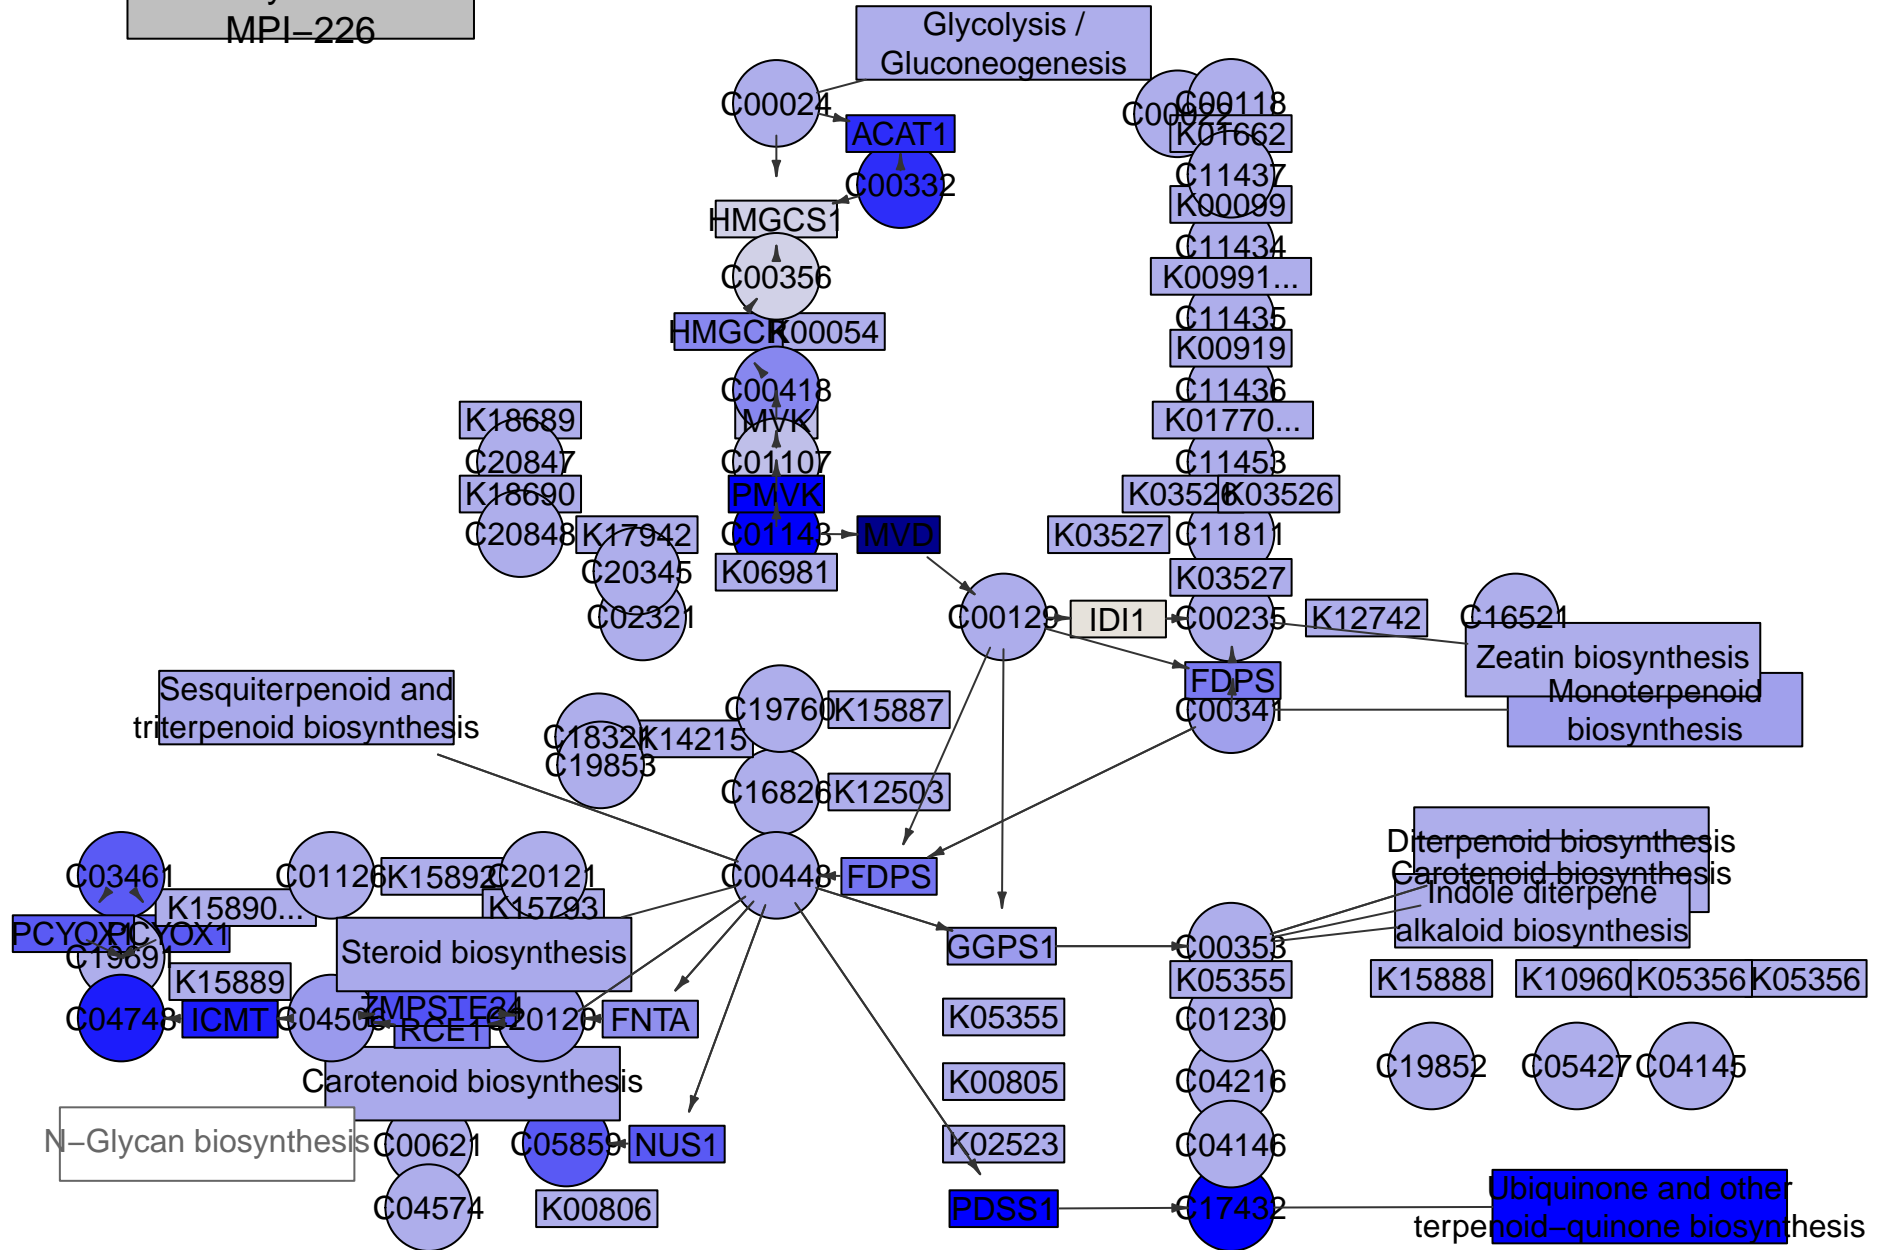 MPI−226
Glycolysis /
Gluconeogenesis
C00024
C00022
C00118
ACAT1
K01662
C00332
C11437
HMGCS1
K00099
C11434
C00356
K00991...
C11435
HMGCR
K00054
K00919
C00418
C11436
K18689
MVK
K01770...
C20847
C01107
C11453
K18690
PMVK
K03526
K03526
C20848
K17942
C01143
MVD
K03527
C11811
C20345
K06981
K03527
C02321
C00129
IDI1
C00235
K12742
C16521
Zeatin biosynthesis
FDPS
Monoterpenoid
biosynthesis
Sesquiterpenoid and
triterpenoid biosynthesis
C19760
K15887
C00341
C18321
K14215
C19853
C16826
K12503
Diterpenoid biosynthesis
Carotenoid biosynthesis
Indole diterpene
alkaloid biosynthesis
C03461
C01126
K15892
C20121
C00448
FDPS
K15890...
K15793
PCYOX1
PCYOX1
C19691
Steroid biosynthesis
GGPS1
C00353
K15889
K05355
K15888
K10960
K05356
K05356
C04748
ICMT
C04506
ZMPSTE24
RCE1
C20120
FNTA
K05355
C01230
Carotenoid biosynthesis
K00805
C04216
C19852
C05427
C04145
N−Glycan biosynthesis
C00621
C05859
NUS1
K02523
C04146
C04574
K00806
PDSS1
C17432
Ubiquinone and other
terpenoid−quinone biosynthesis